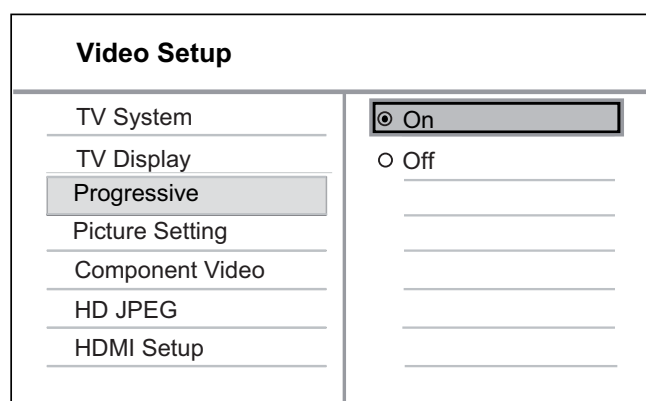 Video Setup
TV System
TV Display
Progressive
Picture Setting
Component Video
HD JPEG
HDMI Setup
On
Off